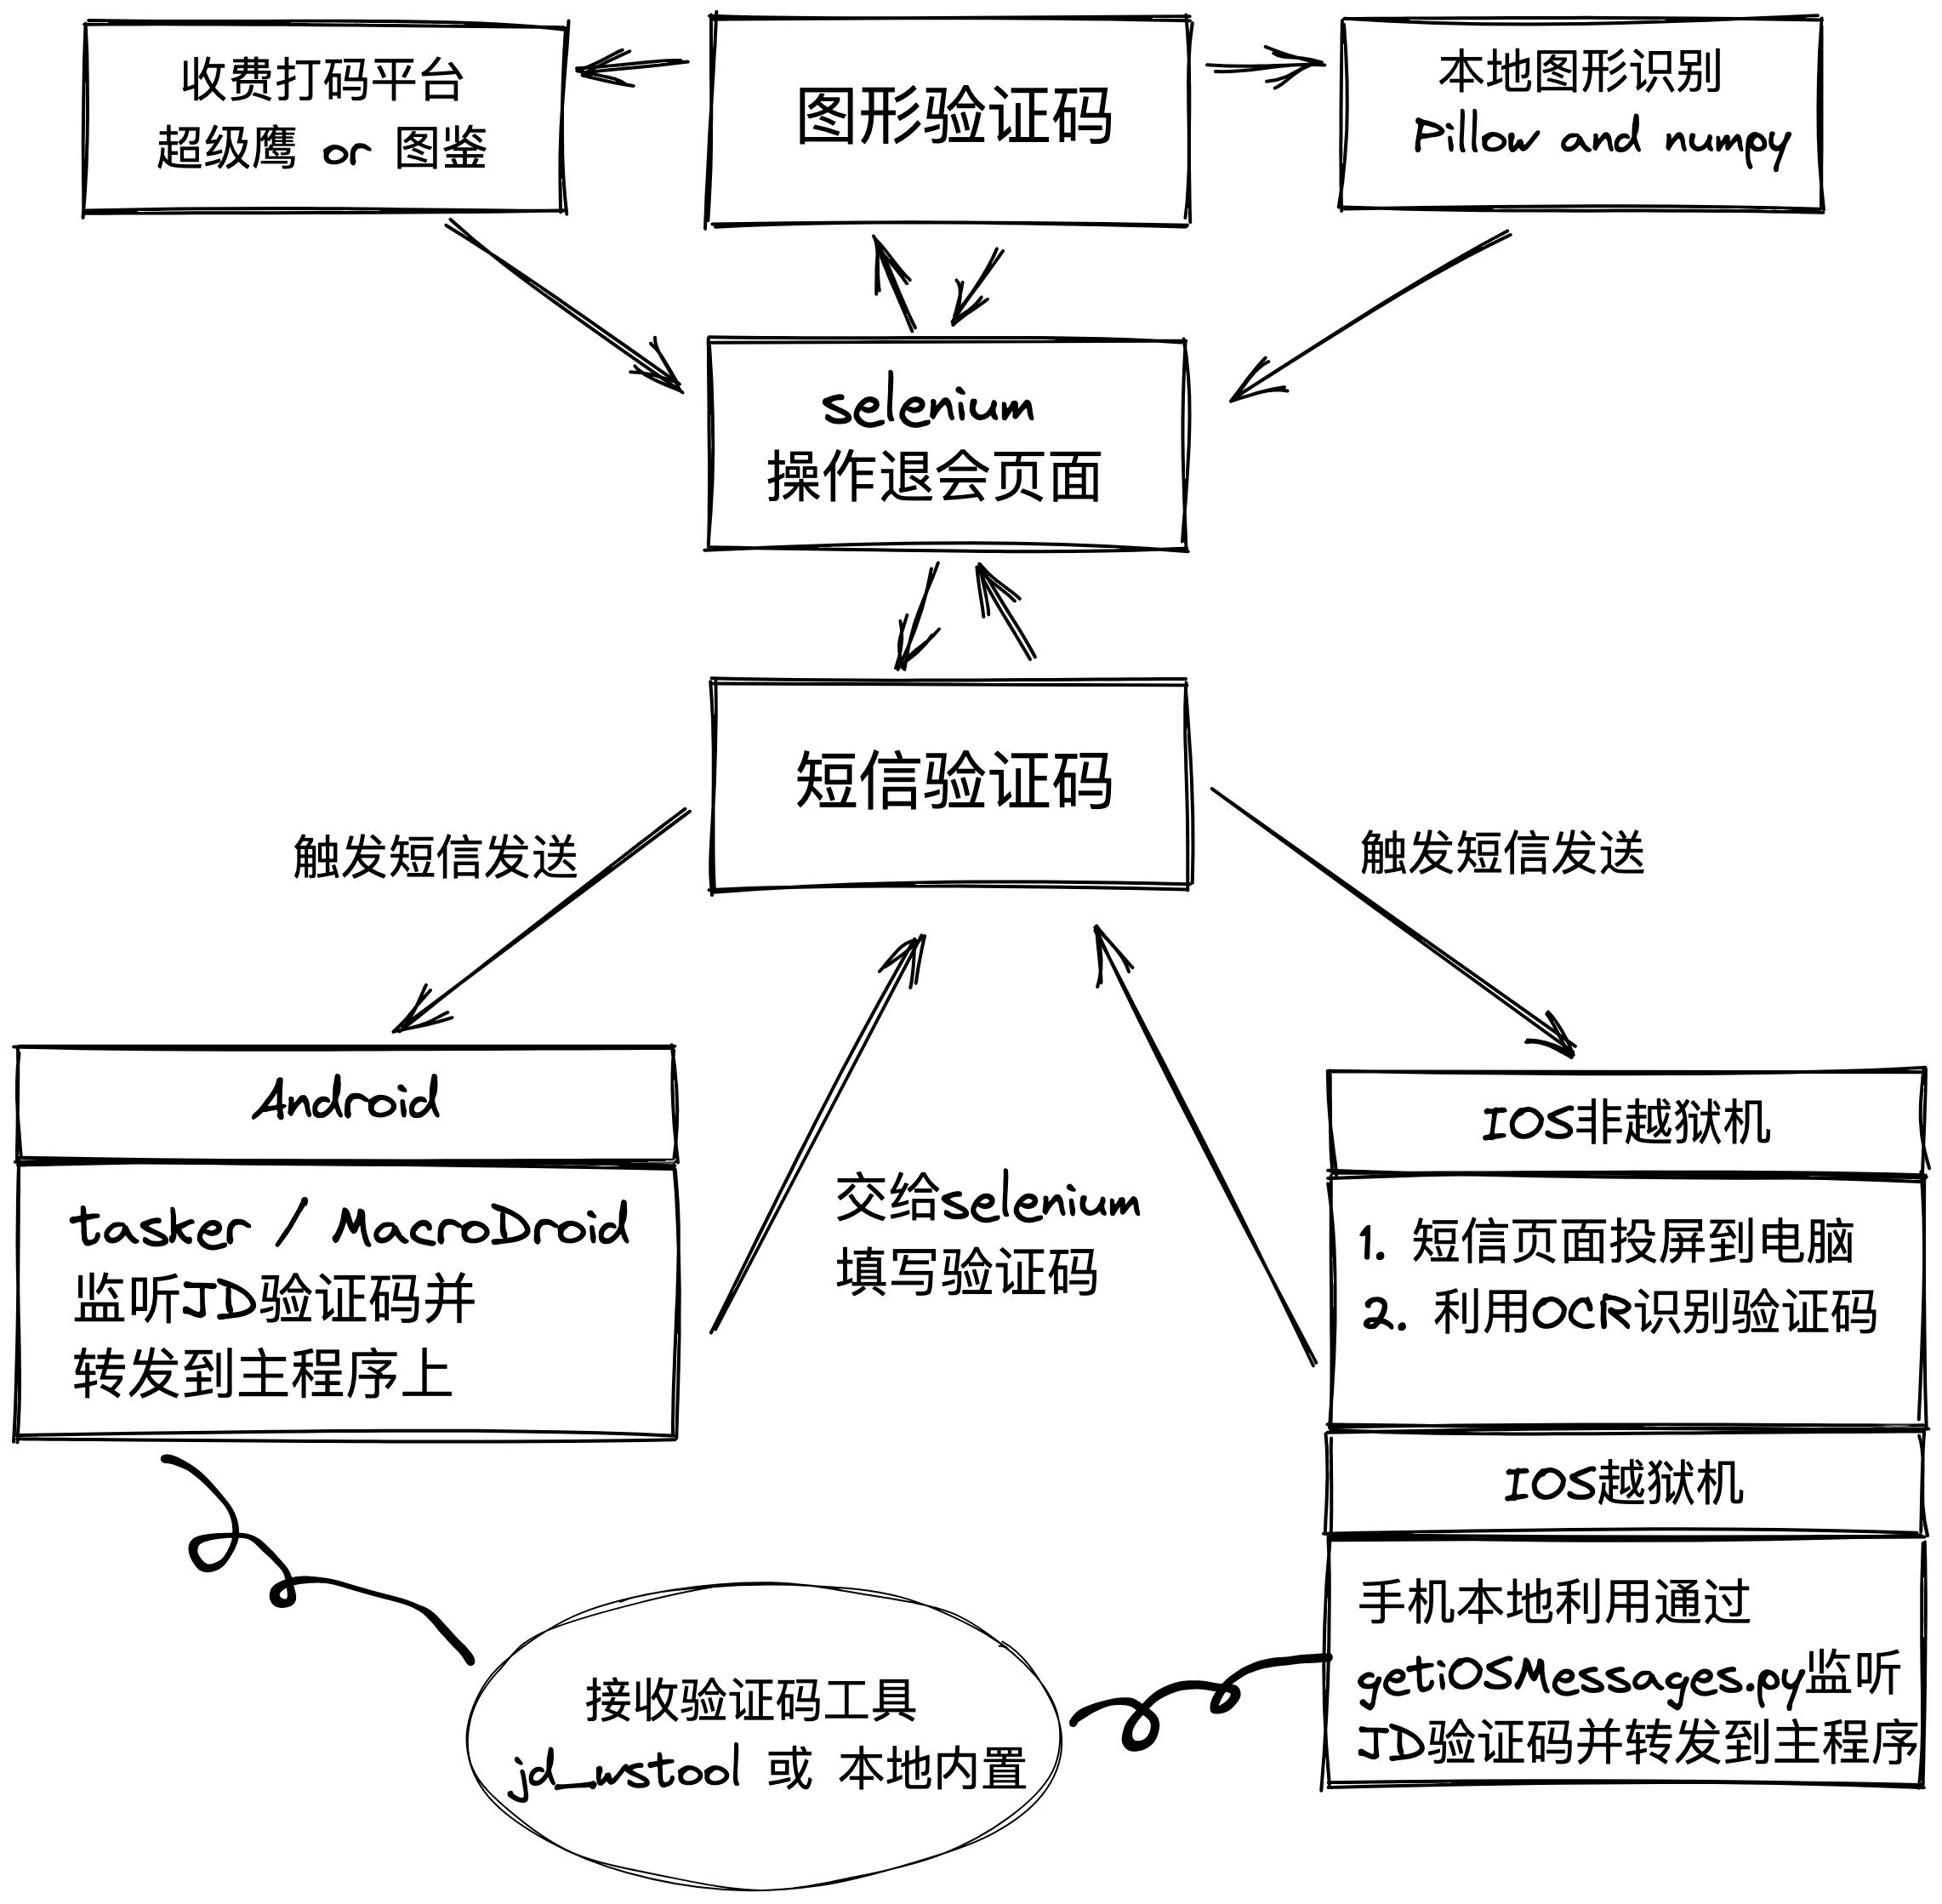 收费打码平台
超级鹰 or 图鉴
图形验证码
本地图形识别
Pillow and numpy
selenium
操作退会页面
短信验证码
触发短信发送
触发短信发送
Android
tasker / MacroDroid
监听JD验证码并
转发到主程序上
交给selenium
填写验证码
IOS非越狱机
1. 短信页面投屏到电脑
2. 利用OCR识别验证码
IOS越狱机
手机本地利用通过
getiOSMessages.py监听
JD验证码并转发到主程序
接收验证码工具
jd_wstool 或 本地内置